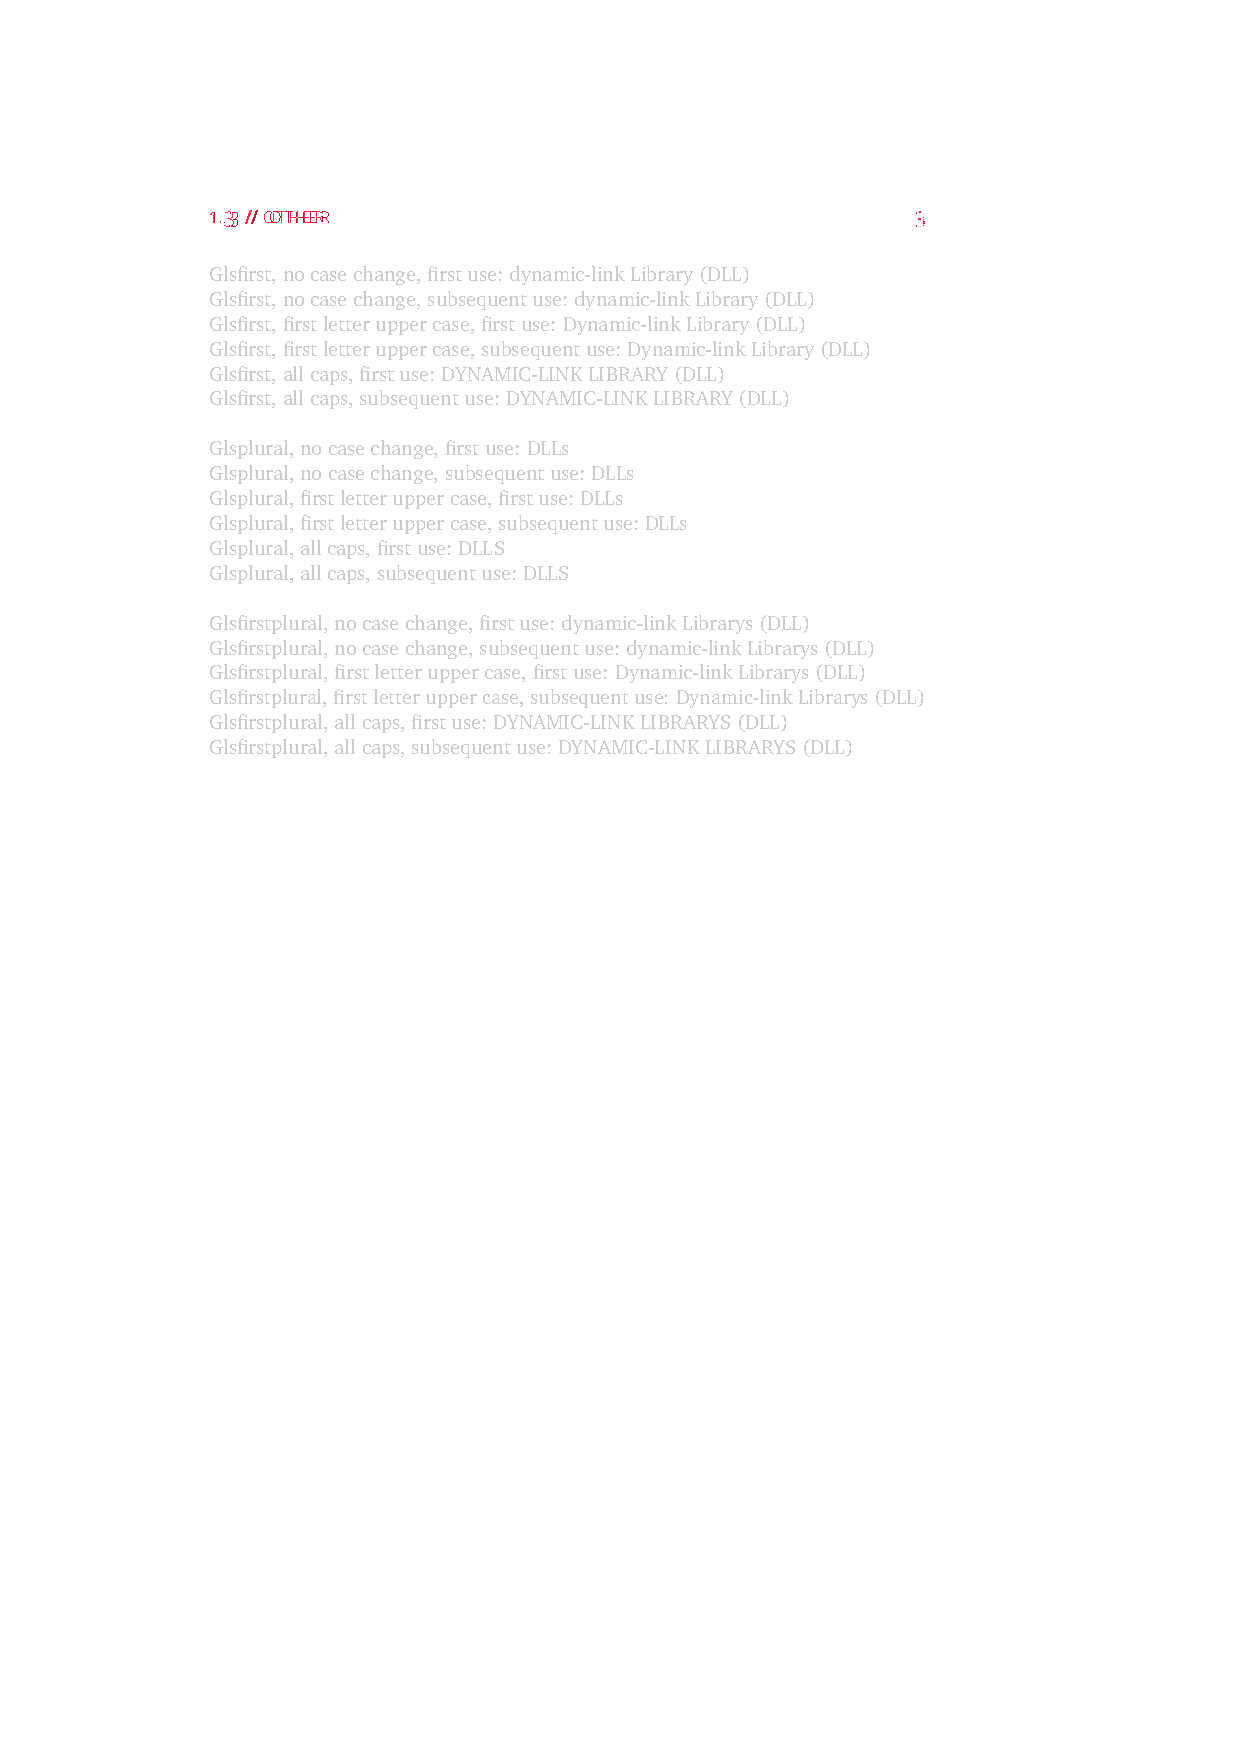 1.3 // OTHER
Glsfirst, no case change, first use: dynamic-link Library (DLL)
Glsfirst, no case change, subsequent use: dynamic-link Library (DLL)
Glsfirst, first letter upper case, first use: Dynamic-link Library (DLL)
Glsfirst, first letter upper case, subsequent use: Dynamic-link Library (DLL)
Glsfirst, all caps, first use: DYNAMIC-LINK LIBRARY (DLL)
Glsfirst, all caps, subsequent use: DYNAMIC-LINK LIBRARY (DLL)
Glsplural, no case change, first use: DLLs
Glsplural, no case change, subsequent use: DLLs
Glsplural, first letter upper case, first use: DLLs
Glsplural, first letter upper case, subsequent use: DLLs
Glsplural, all caps, first use: DLLS
Glsplural, all caps, subsequent use: DLLS
Glsfirstplural, no case change, first use: dynamic-link Librarys (DLL)
Glsfirstplural, no case change, subsequent use: dynamic-link Librarys (DLL)
Glsfirstplural, first letter upper case, first use: Dynamic-link Librarys (DLL)
Glsfirstplural, first letter upper case, subsequent use: Dynamic-link Librarys (DLL)
Glsfirstplural, all caps, first use: DYNAMIC-LINK LIBRARYS (DLL)
Glsfirstplural, all caps, subsequent use: DYNAMIC-LINK LIBRARYS (DLL)